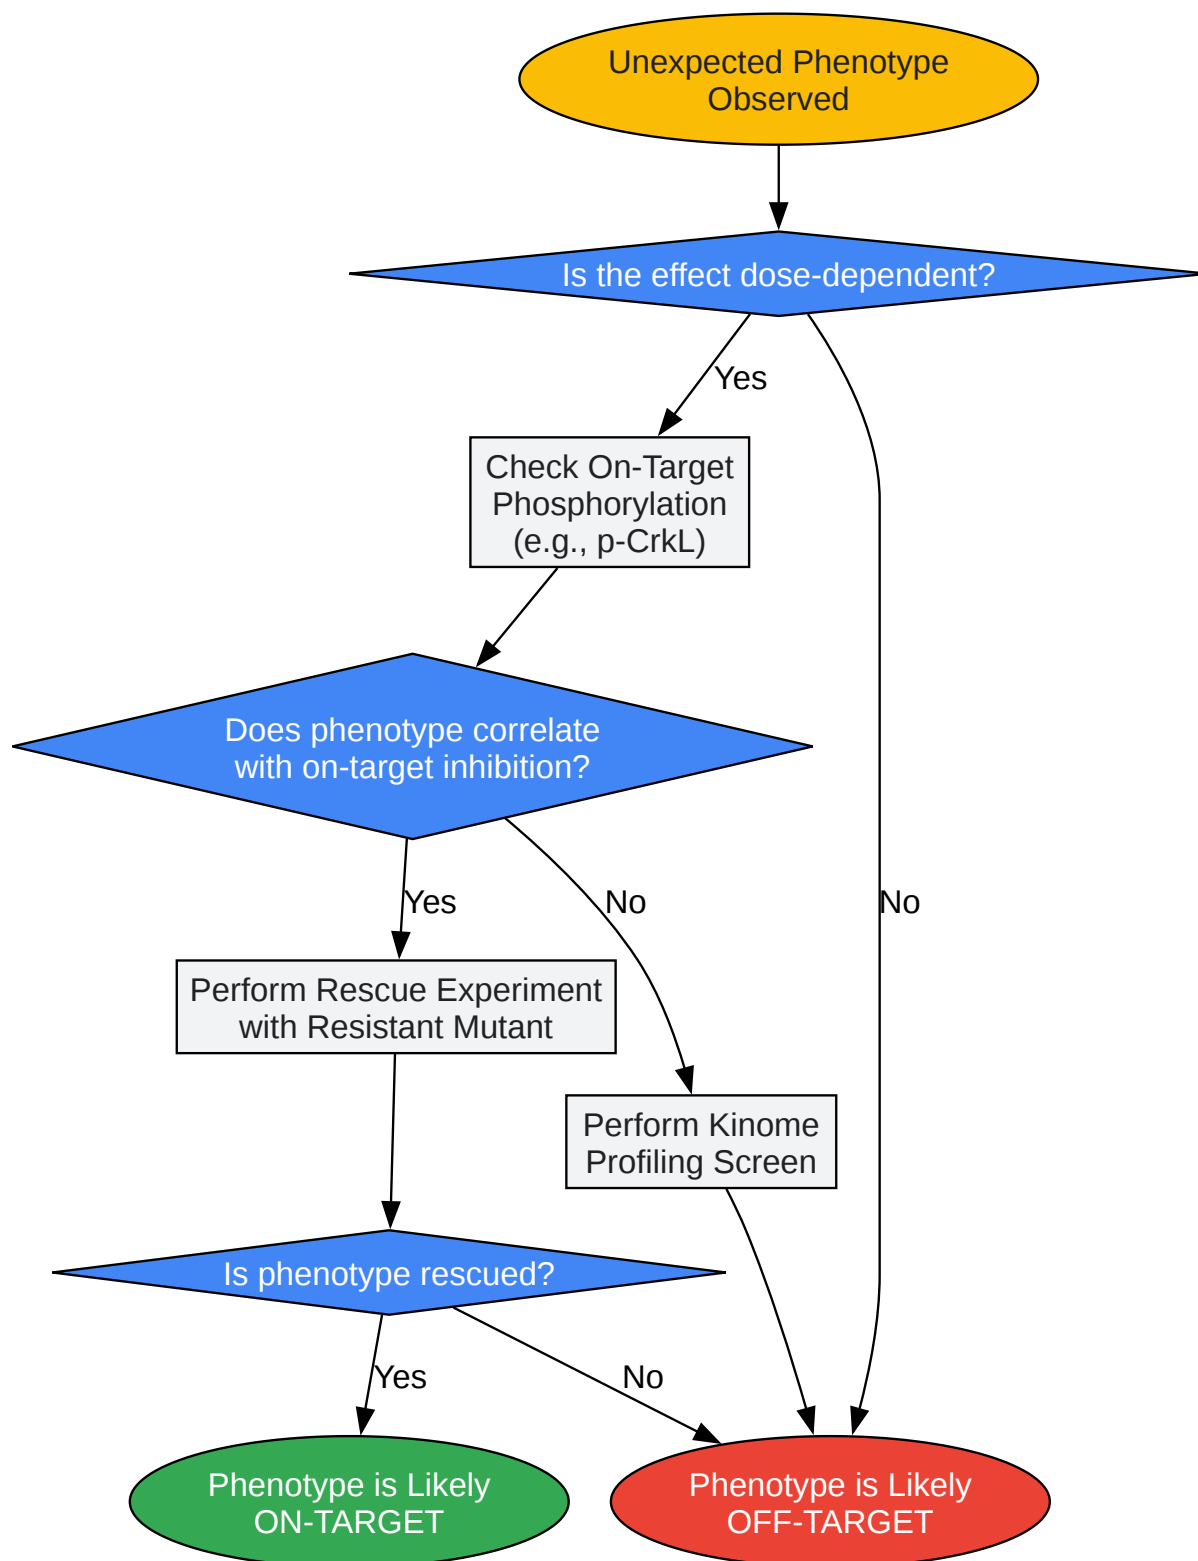 Unexpected Phenotype
Observed
Is the effect dose-dependent?
Yes
Check On-Target
Phosphorylation
(e.g., p-CrkL)
Does phenotype correlate
with on-target inhibition?
Yes
No
No
Perform Rescue Experiment
with Resistant Mutant
Perform Kinome
Profiling Screen
Is phenotype rescued?
Yes
No
Phenotype is Likely
ON-TARGET
Phenotype is Likely
OFF-TARGET